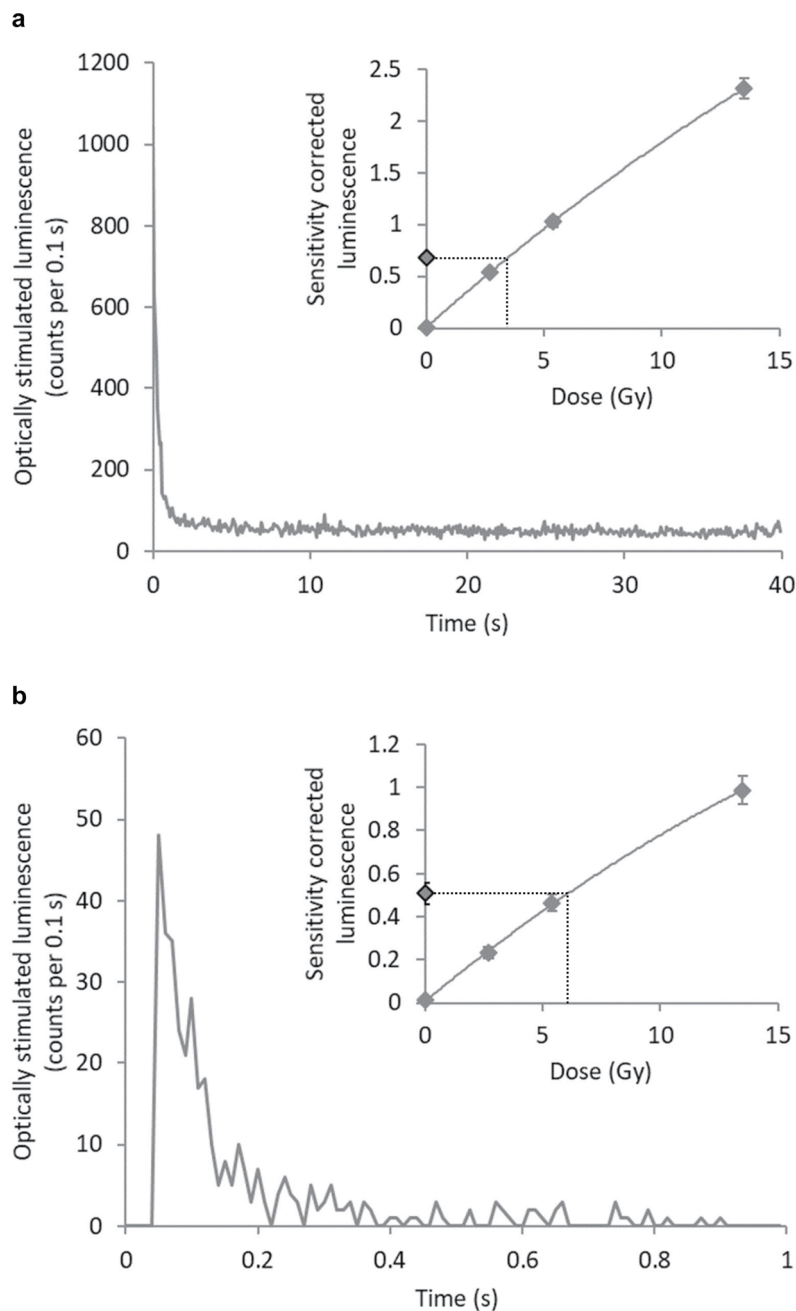 a
Optically stimulated luminescence
(counts per 0.1 s)
1200
1000
800
600
400
200
0
0 10 20 30 40
Time (s)
Sensitivity corrected
luminescence
2.5
2
1.5
1
0.5
0
0 5 10 15
Dose (Gy)
b
Optically stimulated luminescence
(counts per 0.1 s)
60
50
40
30
20
10
0
0 0.2 0.4 0.6 0.8 1
Time (s)
Sensitivity corrected
luminescence
1.2
1
0.8
0.6
0.4
0.2
0
0 5 10 15
Dose (Gy)